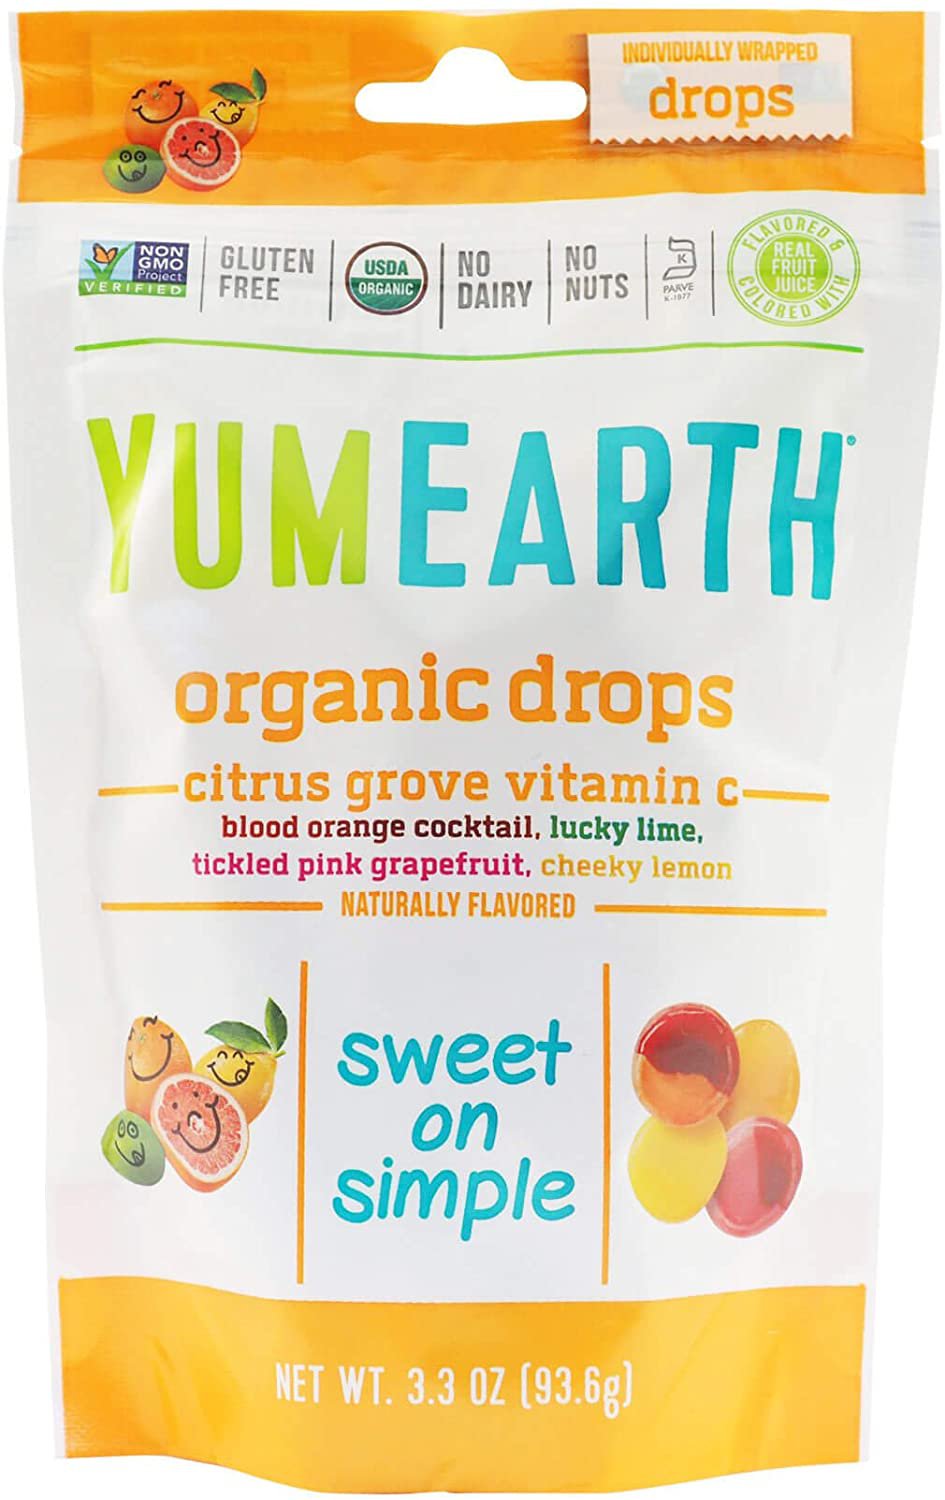 INDIVIDUALLY WRAPPED
drops
NON
GMO
Project
VERIFIED
GLUTEN
FREE
USDA
ORGANIC
NO
DAIRY
NO
NUTS
K
PARVE
K-1977
FLAVORED &
COLORED WITH
REAL
FRUIT
JUICE
YUMEARTH®
organic drops
citrus grove vitamin c
blood orange cocktail, lucky lime,
tickled pink grapefruit, cheeky lemon
NATURALLY FLAVORED
sweet
on
simple
NET WT. 3.3 OZ (93.6g)